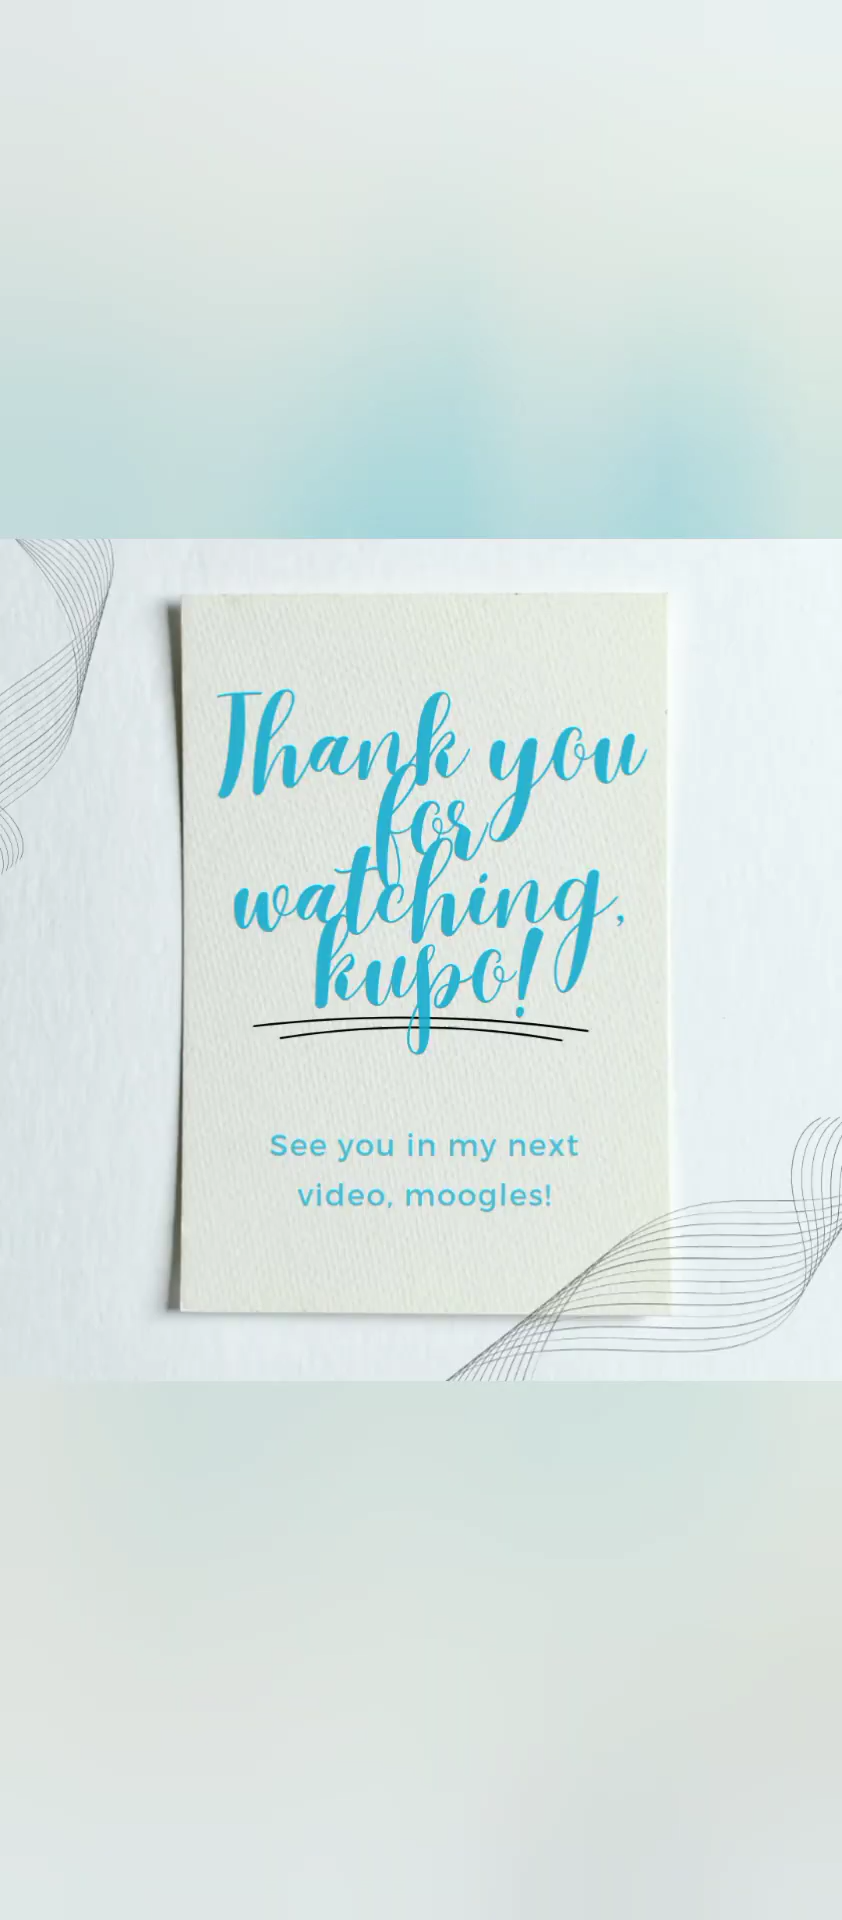 Thank you
for
watching,
kupo!
See you in my next
video, moogles!